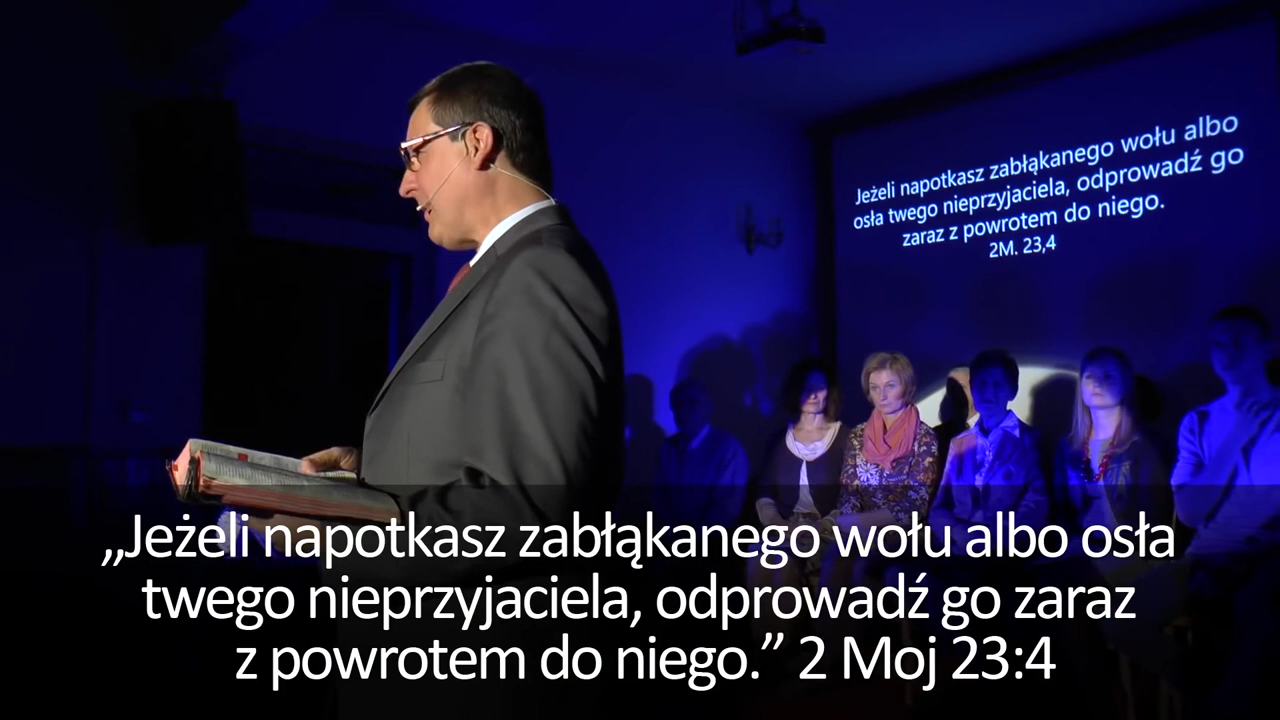 Jeżeli napotkasz zabłąkanego wołu albo
osła twego nieprzyjaciela, odprowadź go
zaraz z powrotem do niego.
2M. 23,4
„Jeżeli napotkasz zabłąkanego wołu albo osła
twego nieprzyjaciela, odprowadź go zaraz
z powrotem do niego.” 2 Moj 23:4